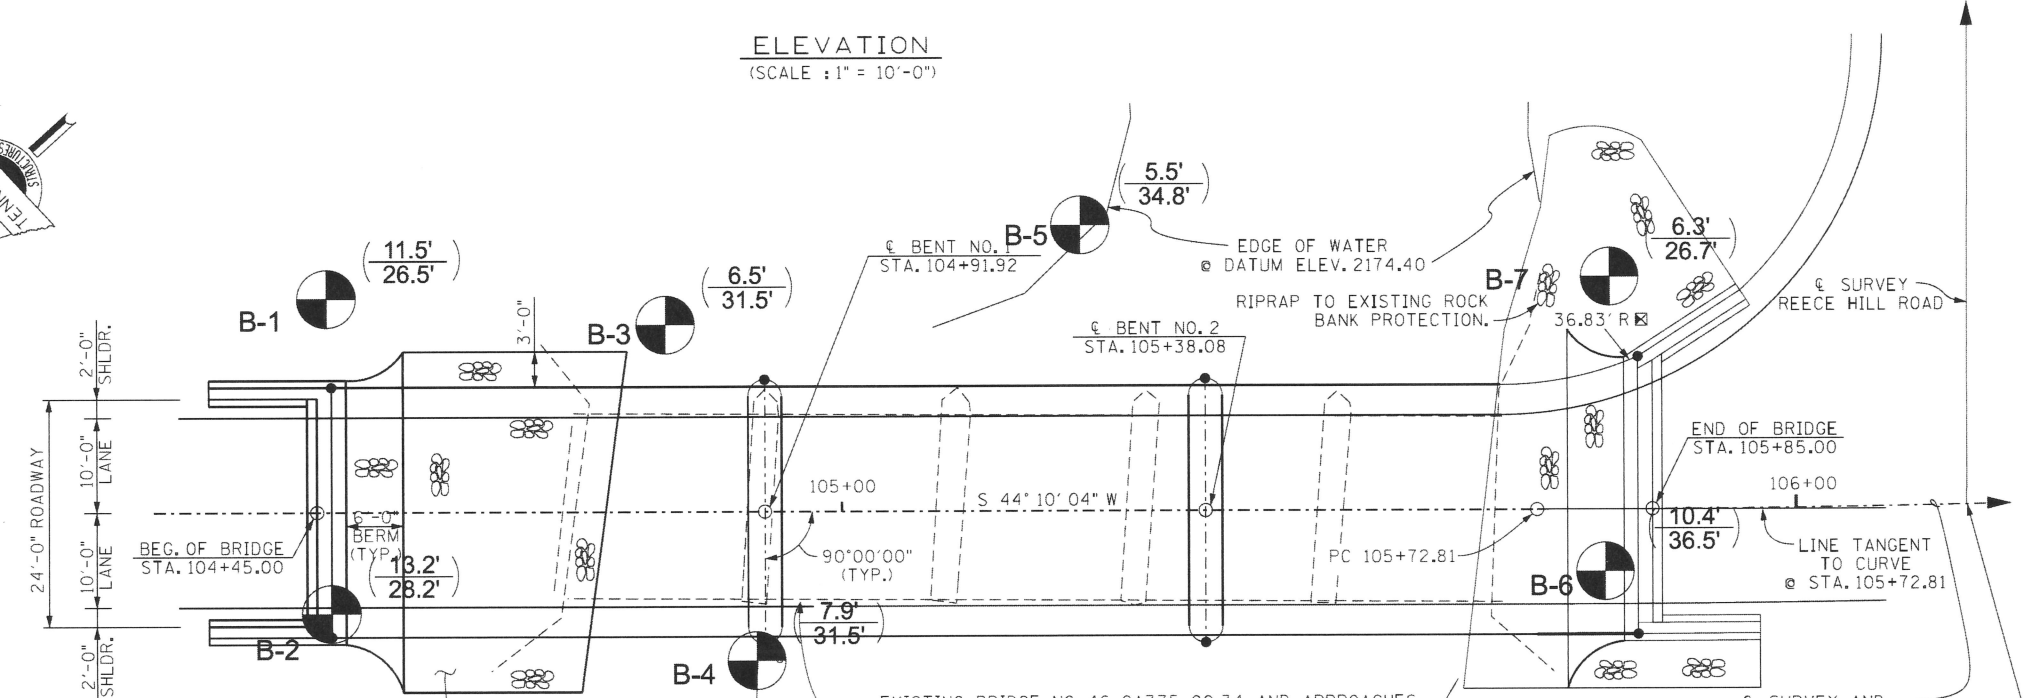 ELEVATION
(SCALE : 1" = 10'-0")
STRUCTURES
TENN
5.5'
34.8'
B-5
℄ BENT NO. 1
STA. 104+91.92
EDGE OF WATER
@ DATUM ELEV. 2174.40
6.3'
26.7'
B-7
11.5'
26.5'
B-1
6.5'
31.5'
B-3
3'-0"
RIPRAP TO EXISTING ROCK
BANK PROTECTION.
36.83' R
℄ SURVEY
REECE HILL ROAD
℄ BENT NO. 2
STA. 105+38.08
2'-0"
SHLDR.
10'-0"
LANE
24'-0" ROADWAY
10'-0"
LANE
2'-0"
SHLDR.
END OF BRIDGE
STA. 105+85.00
105+00
S 44° 10' 04" W
106+00
6'-0"
BERM
(TYP.)
BEG. OF BRIDGE
STA. 104+45.00
13.2'
28.2'
B-2
90°00'00"
(TYP.)
PC 105+72.81
10.4'
36.5'
B-6
LINE TANGENT
TO CURVE
@ STA. 105+72.81
7.9'
31.5'
B-4
AND APPROACHES
℄ SURVEY AND